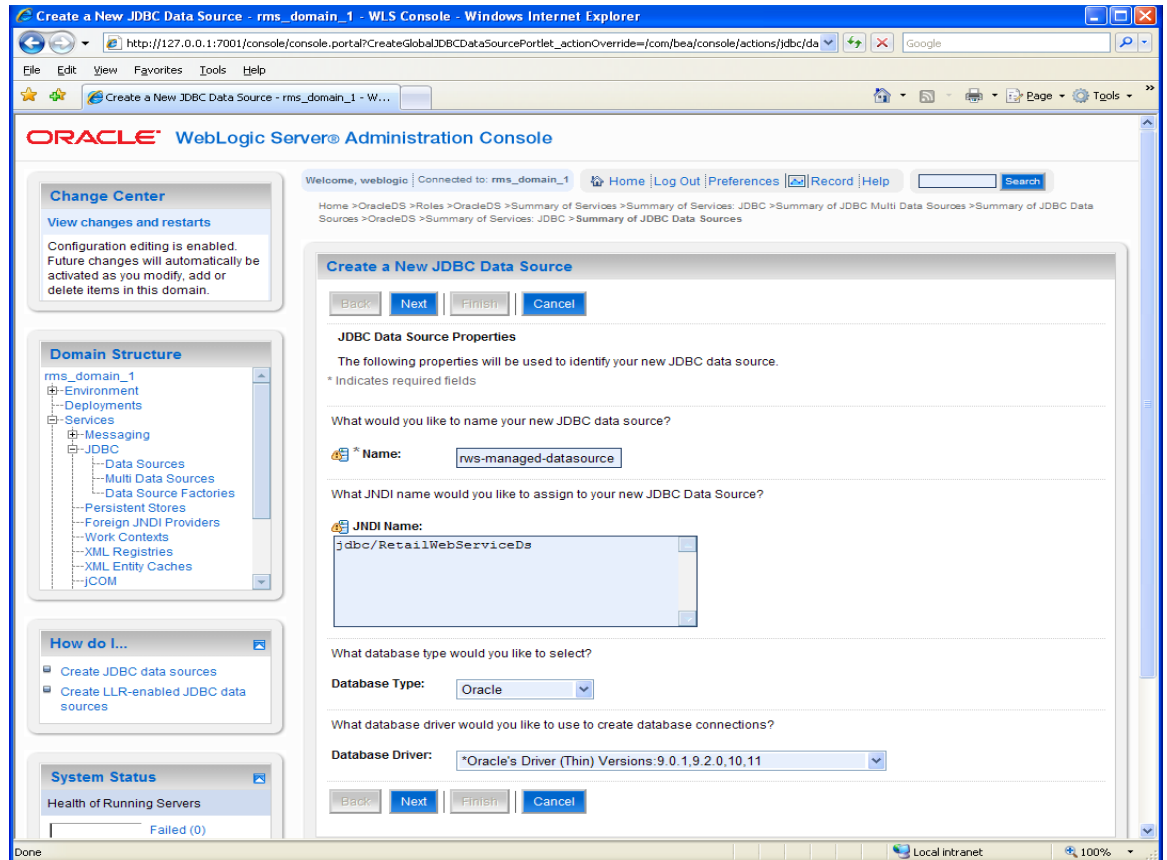 Create a New JDBC Data Source - rms_domain_1 - WLS Console - Windows Internet Explorer
http://127.0.0.1:7001/console/console.portal?CreateGlobalJDBCDataSourcePortlet_actionOverride=/com/bea/console/actions/jdbc/da
Google
File Edit View Favorites Tools Help
Create a New JDBC Data Source - rms_domain_1 - W...
Page Tools
ORACLE WebLogic Server® Administration Console
Change Center
View changes and restarts
Configuration editing is enabled.
Future changes will automatically be
activated as you modify, add or
delete items in this domain.
Domain Structure
rms_domain_1
Environment
Deployments
Services
Messaging
JDBC
Data Sources
Multi Data Sources
Data Source Factories
Persistent Stores
Foreign JNDI Providers
Work Contexts
XML Registries
XML Entity Caches
jCOM
How do I...
Create JDBC data sources
Create LLR-enabled JDBC data
sources
System Status
Health of Running Servers
Failed (0)
Welcome, weblogic Connected to: rms_domain_1 Home Log Out Preferences Record Help Search
Home >OracleDS >Roles >OracleDS >Summary of Services >Summary of Services: JDBC >Summary of JDBC Multi Data Sources >Summary of JDBC Data
Sources >OracleDS >Summary of Services: JDBC >Summary of JDBC Data Sources
Create a New JDBC Data Source
Back Next Finish Cancel
JDBC Data Source Properties
The following properties will be used to identify your new JDBC data source.
* Indicates required fields
What would you like to name your new JDBC data source?
* Name: rws-managed-datasource
What JNDI name would you like to assign to your new JDBC Data Source?
JNDI Name:
jdbc/RetailWebServiceDs
What database type would you like to select?
Database Type: Oracle
What database driver would you like to use to create database connections?
Database Driver: *Oracle's Driver (Thin) Versions:9.0.1,9.2.0,10,11
Back Next Finish Cancel
Done
Local intranet
100%